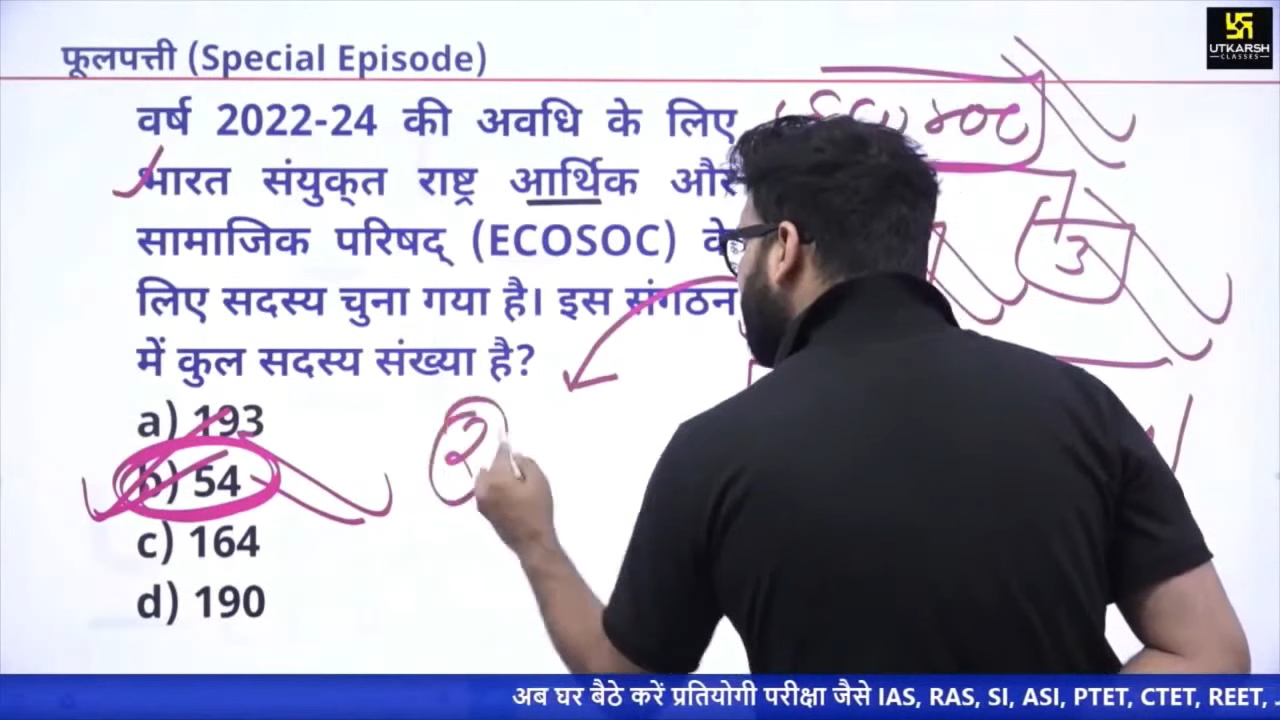 फूलपत्ती (Special Episode)
UTKARSH
CLASSES
वर्ष 2022-24 की अवधि के लिए
भारत संयुक्त राष्ट्र आर्थिक और
सामाजिक परिषद् (ECOSOC) के
लिए सदस्य चुना गया है। इस संगठन
में कुल सदस्य संख्या है?
3
a) 193
b) 54
c) 164
d) 190
अब घर बैठे करें प्रतियोगी परीक्षा जैसे IAS, RAS, SI, ASI, PTET, CTET, REET,